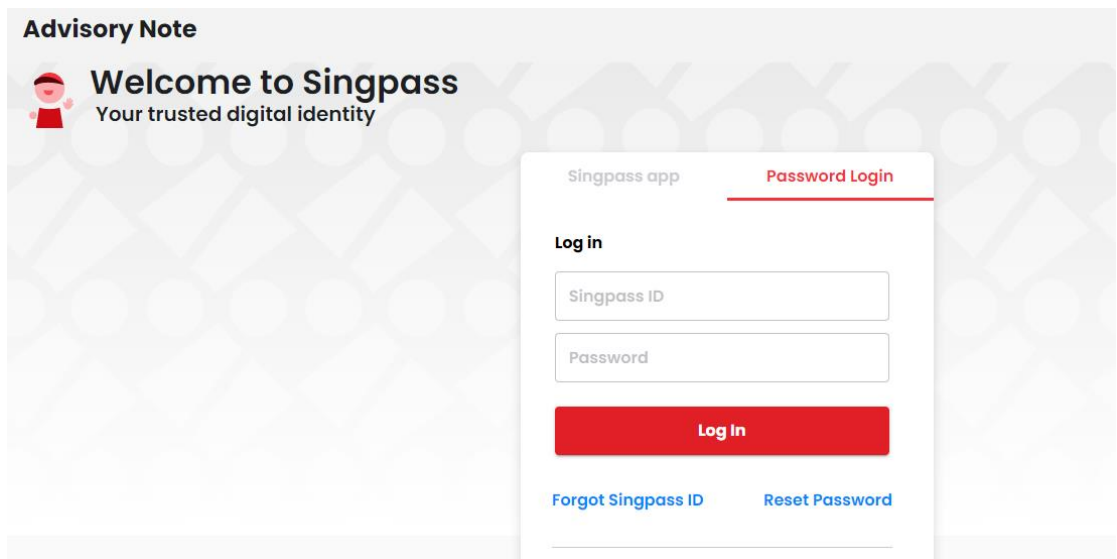 Advisory Note
Welcome to Singpass
Your trusted digital identity
Singpass app Password Login
Log in
Singpass ID
Password
Log In
Forgot Singpass ID Reset Password